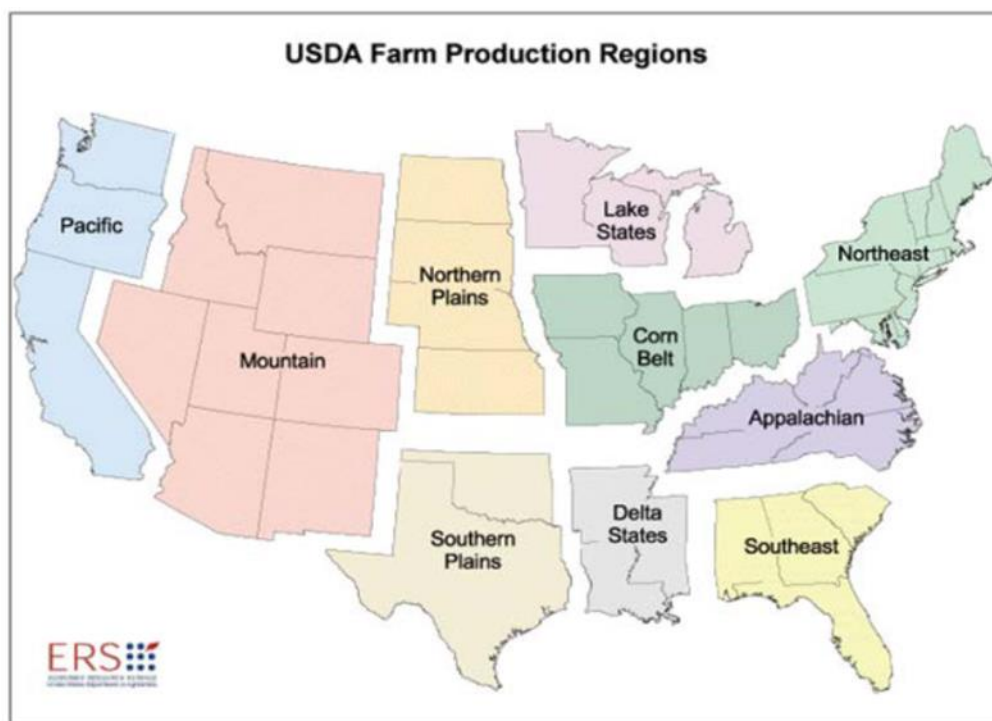 USDA Farm Production Regions
Pacific
Mountain
Northern
Plains
Lake
States
Corn
Belt
Northeast
Appalachian
Southern
Plains
Delta
States
Southeast
ERS